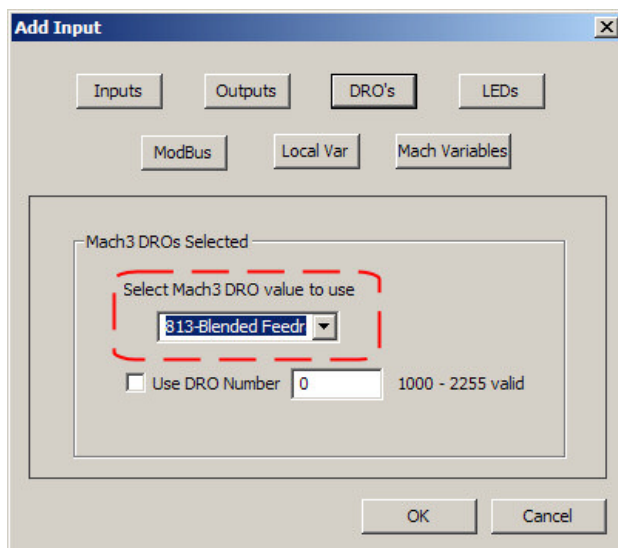 Add Input
Inputs
Outputs
DRO's
LEDs
ModBus
Local Var
Mach Variables
Mach3 DROs Selected
Select Mach3 DRO value to use
813-Blended Feedr
Use DRO Number 0 1000 - 2255 valid
OK
Cancel